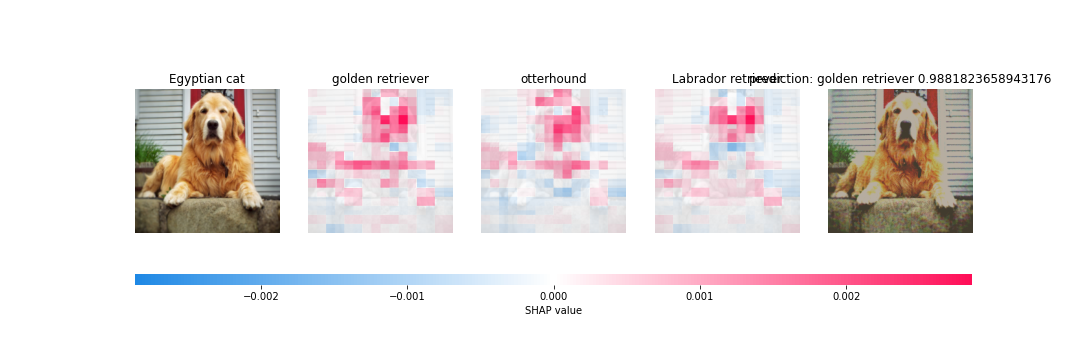 Egyptian cat
golden retriever
otterhound
Labrador retriever
prediction: golden retriever 0.9881823658943176
−0.002
−0.001
0.000
0.001
0.002
SHAP value